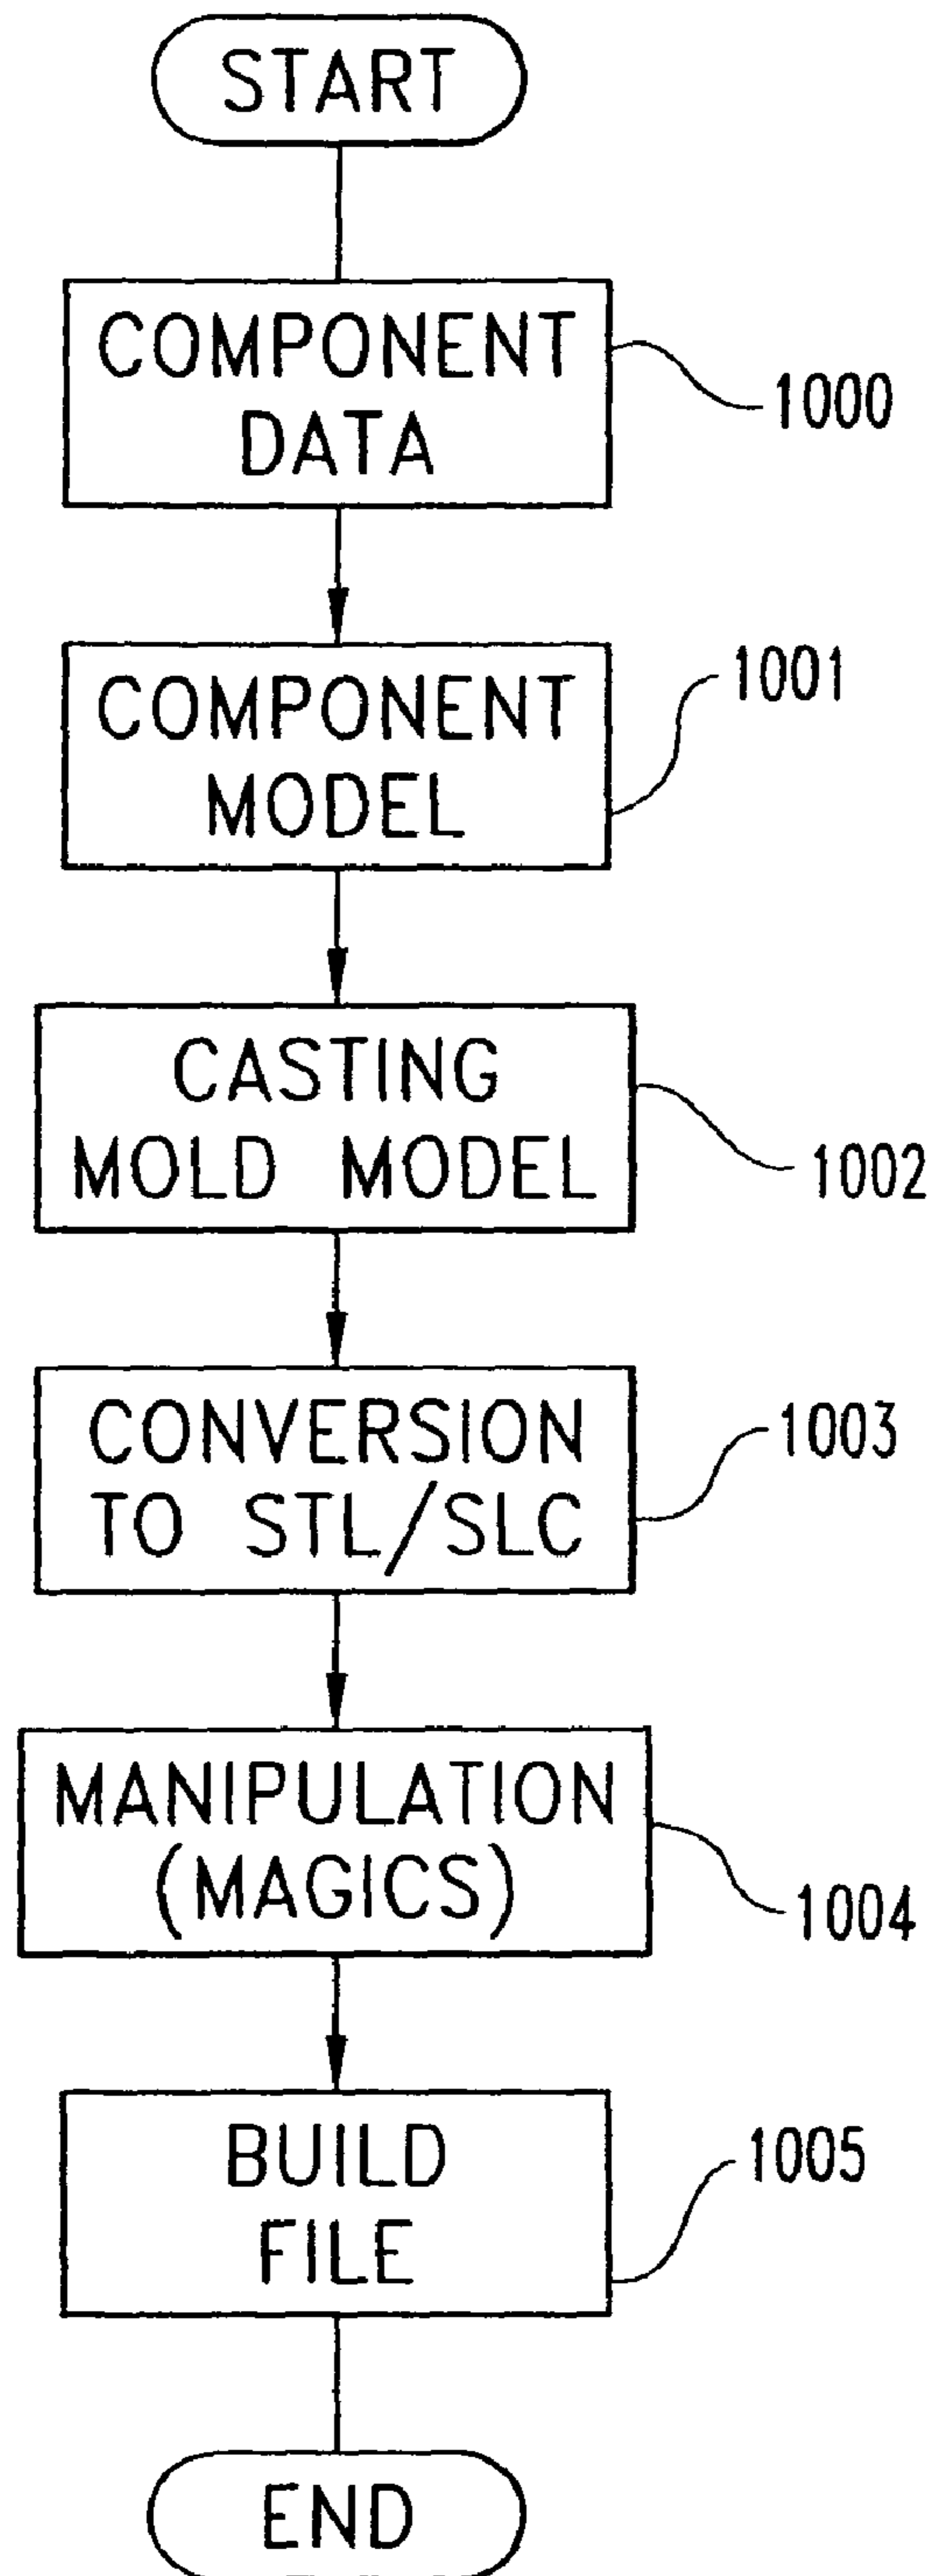 START
COMPONENT
DATA
1000
COMPONENT
MODEL
1001
CASTING
MOLD MODEL
1002
CONVERSION
TO STL/SLC
1003
MANIPULATION
(MAGICS)
1004
BUILD
FILE
1005
END